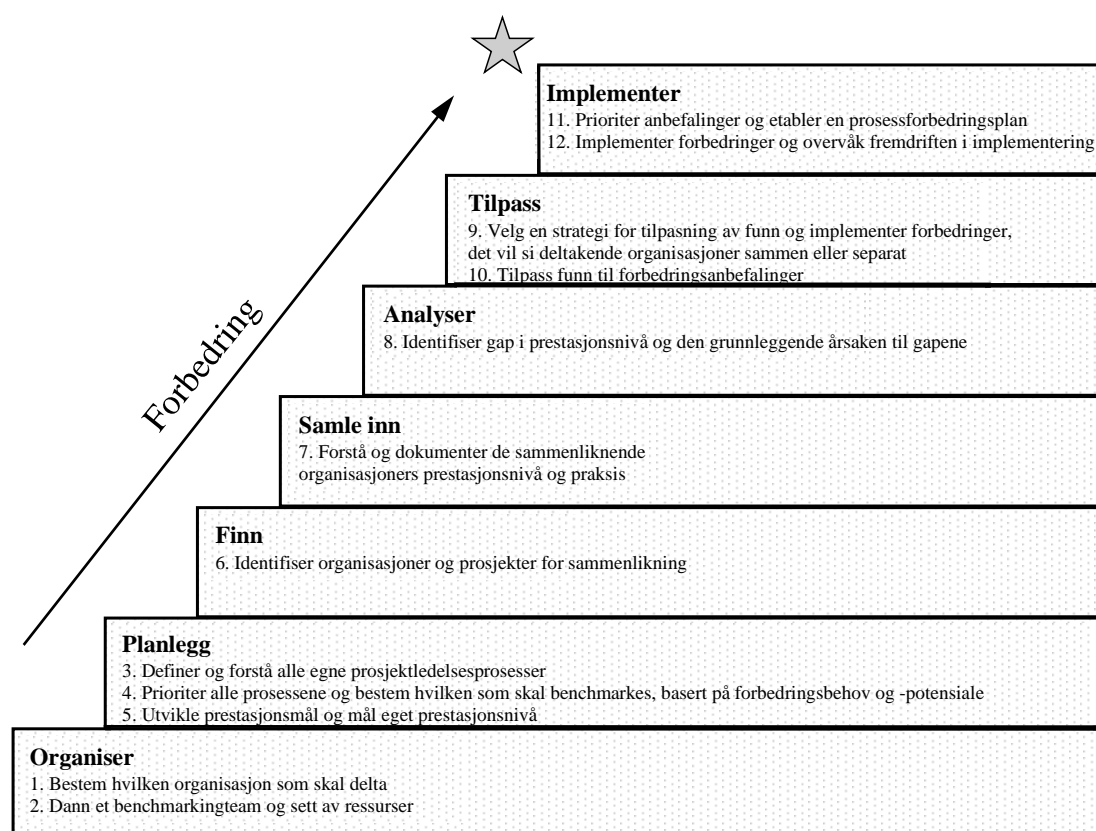 Implementer
11. Prioriter anbefalinger og etabler en prosessforbedringsplan
12. Implementer forbedringer og overvåk fremdriften i implementering
Tilpass
9. Velg en strategi for tilpasning av funn og implementer forbedringer,
det vil si deltakende organisasjoner sammen eller separat
10. Tilpass funn til forbedringsanbefalinger
Analyser
8. Identifiser gap i prestasjonsnivå og den grunnleggende årsaken til gapene
Forbedring
Samle inn
7. Forstå og dokumenter de sammenliknende
organisasjoners prestasjonsnivå og praksis
Finn
6. Identifiser organisasjoner og prosjekter for sammenlikning
Planlegg
3. Definer og forstå alle egne prosjektledelsesprosesser
4. Prioriter alle prosessene og bestem hvilken som skal benchmarkes, basert på forbedringsbehov og -potensiale
5. Utvikle prestasjonsmål og mål eget prestasjonsnivå
Organiser
1. Bestem hvilken organisasjon som skal delta
2. Dann et benchmarkingteam og sett av ressurser